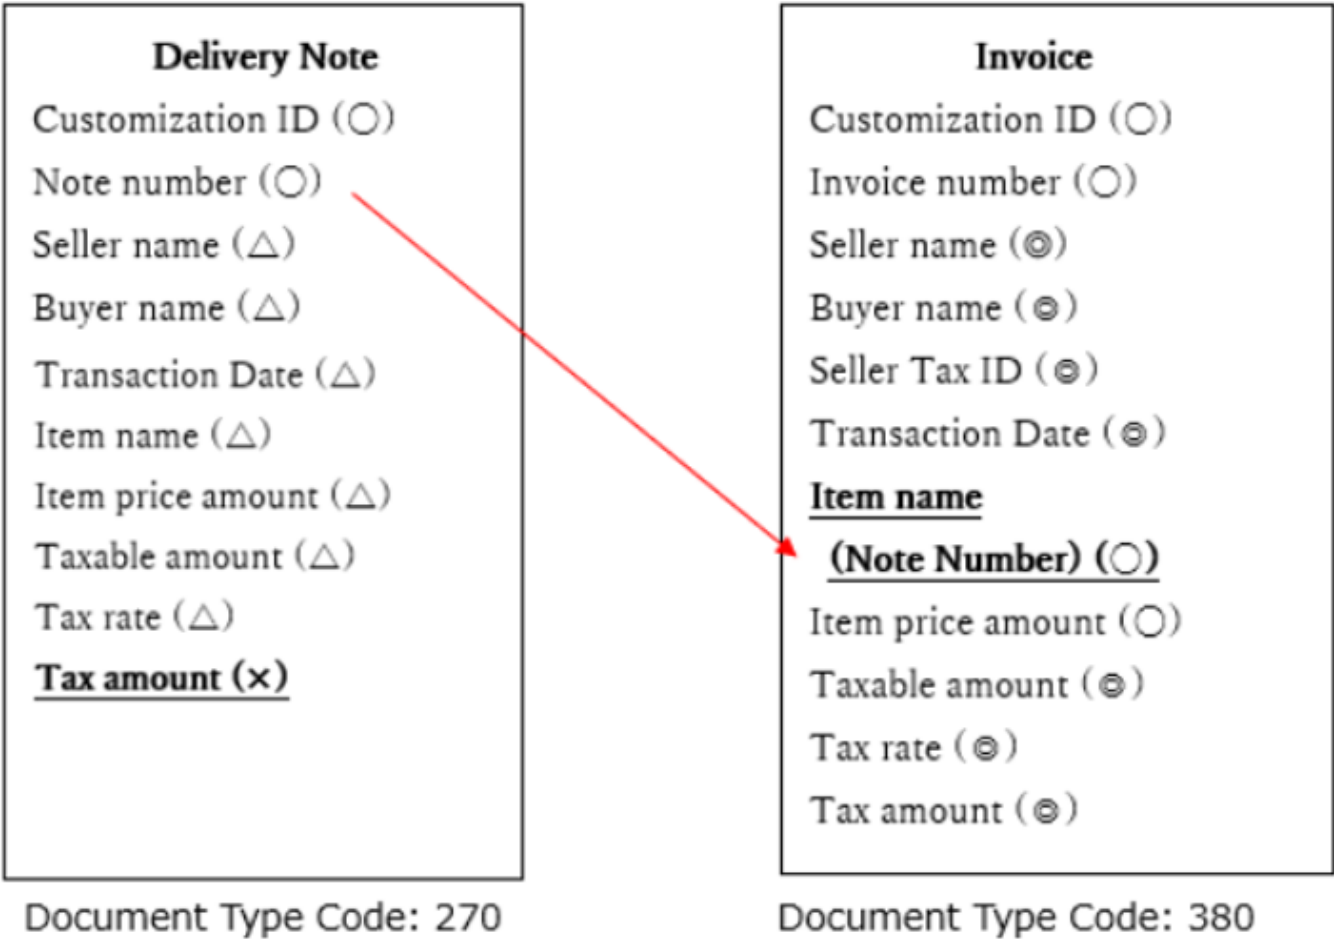 Delivery Note
Customization ID (○)
Note number (○)
Seller name (△)
Buyer name (△)
Transaction Date (△)
Item name (△)
Item price amount (△)
Taxable amount (△)
Tax rate (△)
Tax amount (×)
Document Type Code: 270
Invoice
Customization ID (○)
Invoice number (○)
Seller name (◎)
Buyer name (◎)
Seller Tax ID (◎)
Transaction Date (◎)
Item name
(Note Number) (○)
Item price amount (○)
Taxable amount (◎)
Tax rate (◎)
Tax amount (◎)
Document Type Code: 380